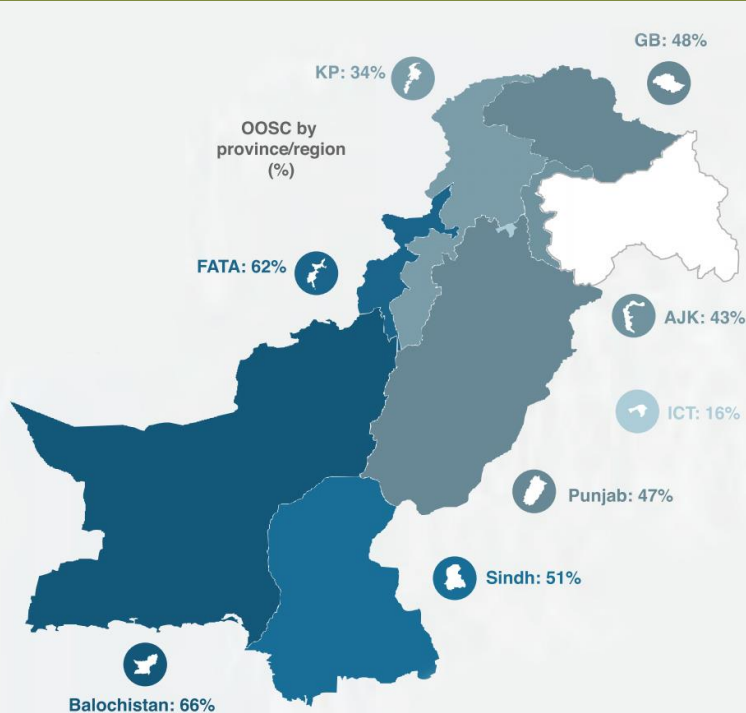 GB: 48%
KP: 34%
OOSC by
province/region
(%)
FATA: 62%
AJK: 43%
ICT: 16%
Punjab: 47%
Sindh: 51%
Balochistan: 66%